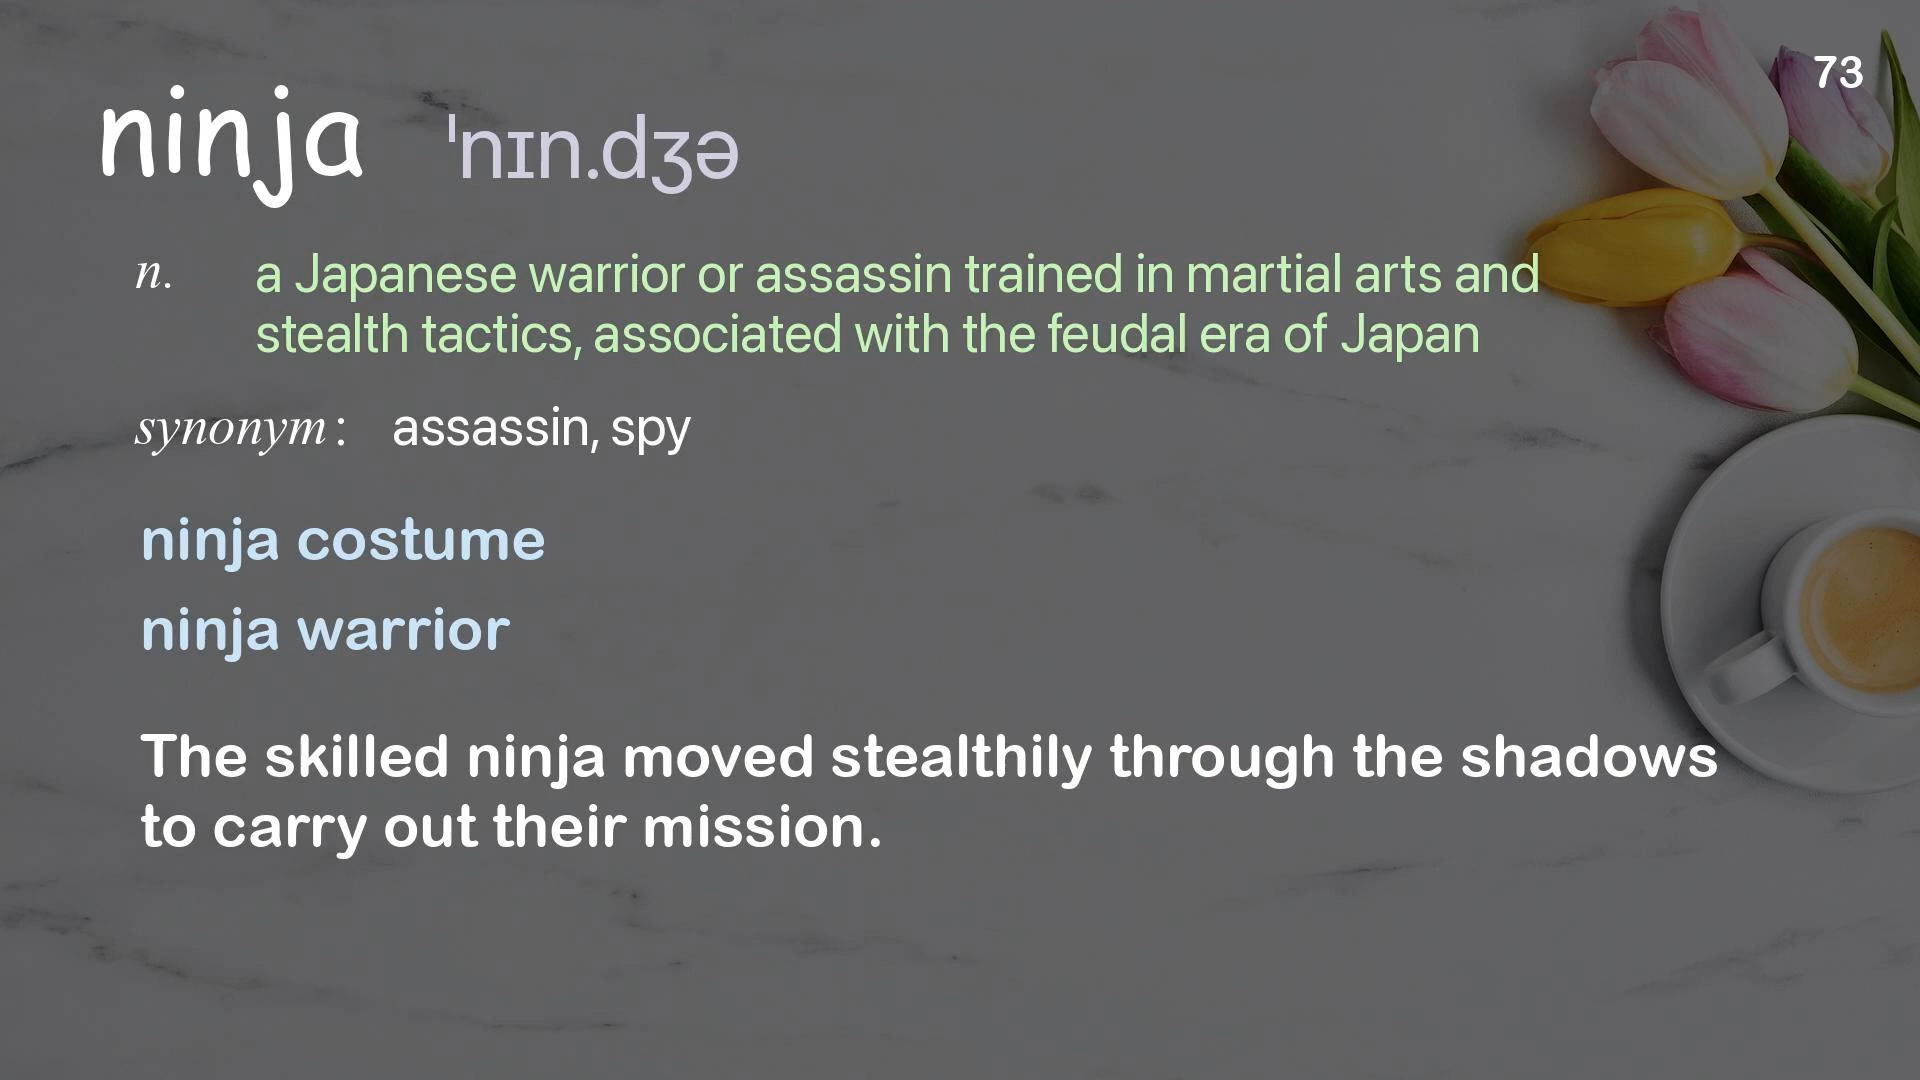 73
ninja ˈnɪn.dʒə
n. a Japanese warrior or assassin trained in martial arts and
stealth tactics, associated with the feudal era of Japan
synonym : assassin, spy
ninja costume
ninja warrior
The skilled ninja moved stealthily through the shadows
to carry out their mission.